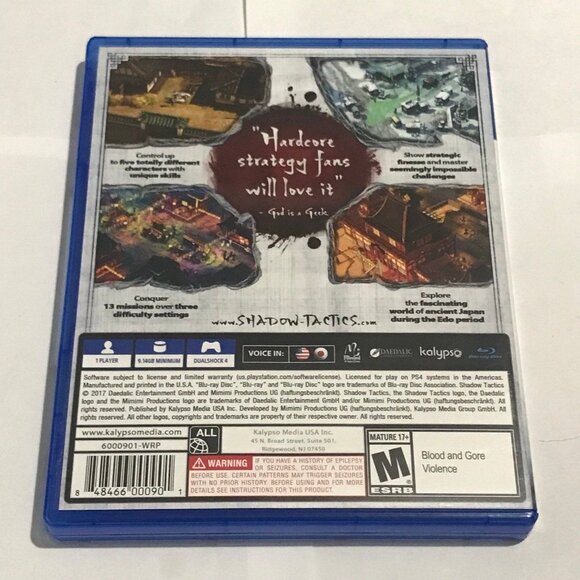 "Hardcore
strategy fans
will love it"
- God is a Geek
Control up
to five totally different
characters with
unique skills
Show strategic
finesse and master
seemingly impossible
challenges
Conquer
13 missions over three
difficulty settings
Explore
the fascinating
world of ancient Japan
during the Edo period
www.SHADOW-TACTICS.com
1 PLAYER
9.14GB MINIMUM
DUALSHOCK 4
VOICE IN:
DAEDALIC
kalypso
Software subject to license and limited warranty (us.playstation.com/softwarelicense). Licensed for play on PS4 systems in the Americas.
Manufactured and printed in the U.S.A. "Blu-ray Disc", "Blu-ray" and "Blu-ray Disc" logo are trademarks of Blu-ray Disc Association. Shadow Tactics
© 2017 Daedalic Entertainment GmbH and Mimimi Productions UG (haftungsbeschränkt). Shadow Tactics, the Shadow Tactics logo, the Daedalic
logo and the Mimimi Productions logo are trademarks of Daedalic Entertainment GmbH and/or Mimimi Productions UG (haftungsbeschränkt). All rights
reserved. Published by Kalypso Media USA Inc. Developed by Mimimi Productions UG (haftungsbeschränkt). Kalypso Media Group GmbH. All rights
reserved. All other logos, copyrights and trademarks are property of their respective owner.
www.kalypsomedia.com
6000901-WRP
8 48466 00090 1
ALL
Kalypso Media USA Inc.
45 N. Broad Street, Suite 501,
Ridgewood, NJ 07450
WARNING
IF YOU HAVE A HISTORY OF EPILEPSY
OR SEIZURES, CONSULT A DOCTOR
BEFORE USE. CERTAIN PATTERNS MAY TRIGGER SEIZURES
WITH NO PRIOR HISTORY. BEFORE USING AND FOR MORE
DETAILS SEE INSTRUCTIONS FOR THIS PRODUCT.
MATURE 17+
M
ESRB
Blood and Gore
Violence